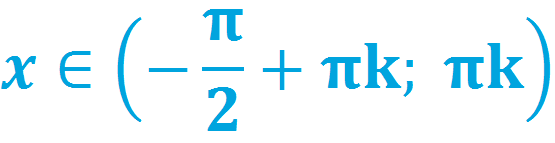 x ∈ (−π/2 + πk; πk)